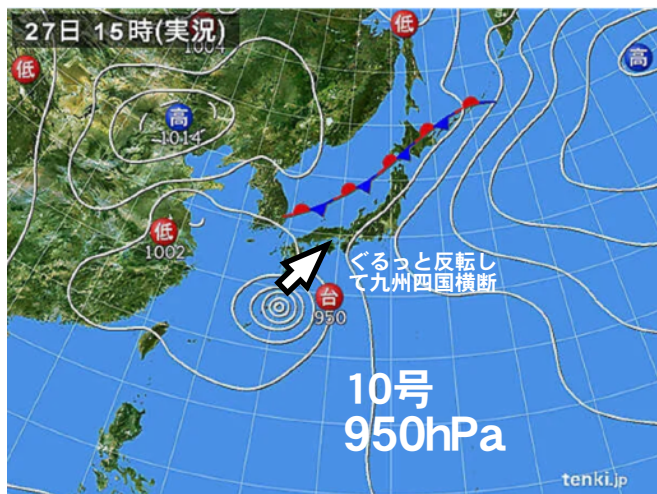 27日 15時(実況)
低
1004
低
高
高
1014
低
1002
ぐるっと反転し
て九州四国横断
台
950
10号
950hPa
tenki.jp